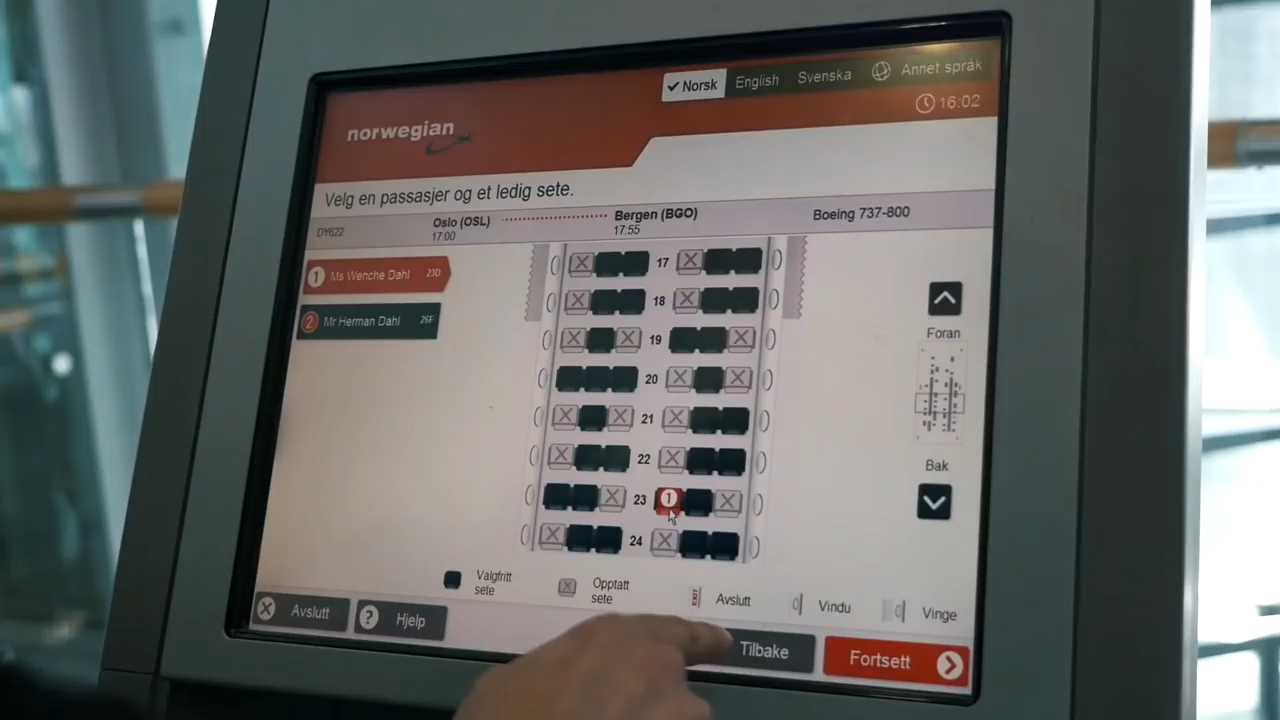 ✓ Norsk English Svenska Annet språk
16:02
norwegian
Velg en passasjer og et ledig sete.
DY622 Oslo (OSL) Bergen (BGO) Boeing 737-800
17:00 17:55
1 Ms Wenche Dahl 23D
2 Mr Herman Dahl 26F
17
18
19
20
21
22
23 1
24
Foran
Bak
Valgfritt sete
Opptatt sete
EXIT Avslutt
Vindu
Vinge
Avslutt
? Hjelp
Tilbake
Fortsett